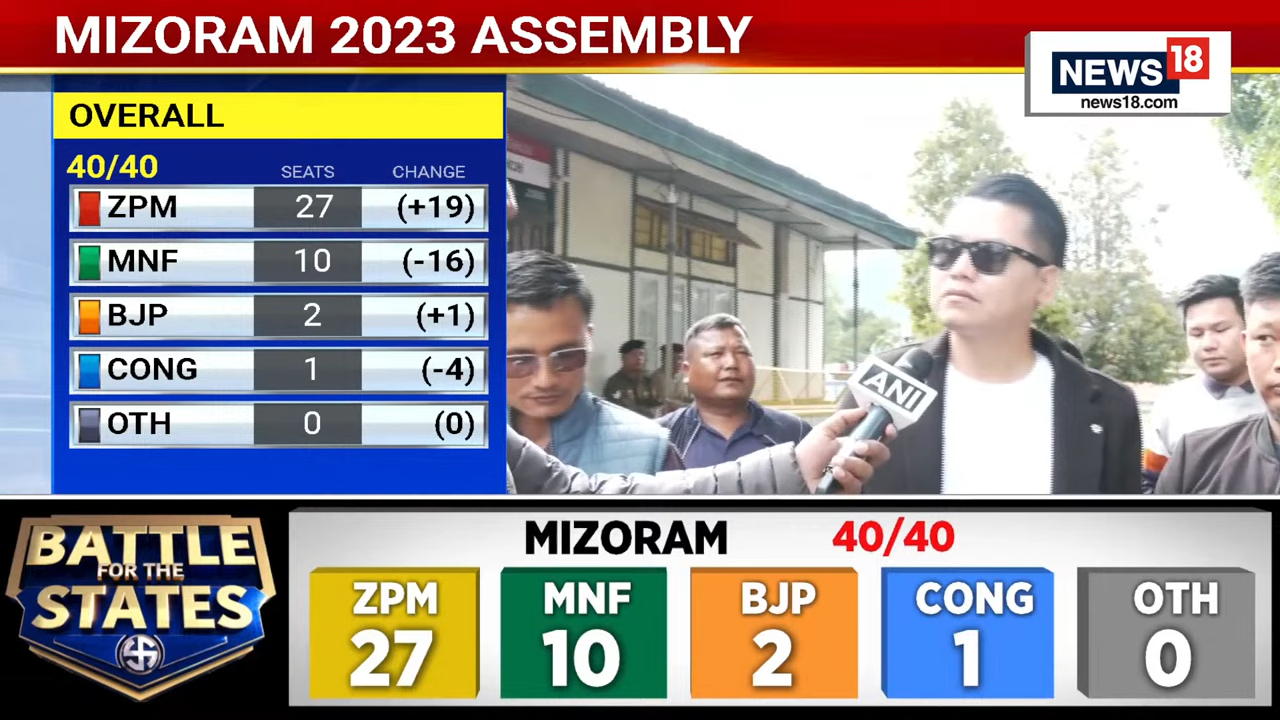 MIZORAM 2023 ASSEMBLY
NEWS 18
news18.com
OVERALL
40/40 SEATS CHANGE
ZPM 27 (+19)
MNF 10 (-16)
BJP 2 (+1)
CONG 1 (-4)
OTH 0 (0)
ANI
BATTLE
FOR THE
STATES
MIZORAM 40/40
ZPM MNF BJP CONG OTH
27 10 2 1 0